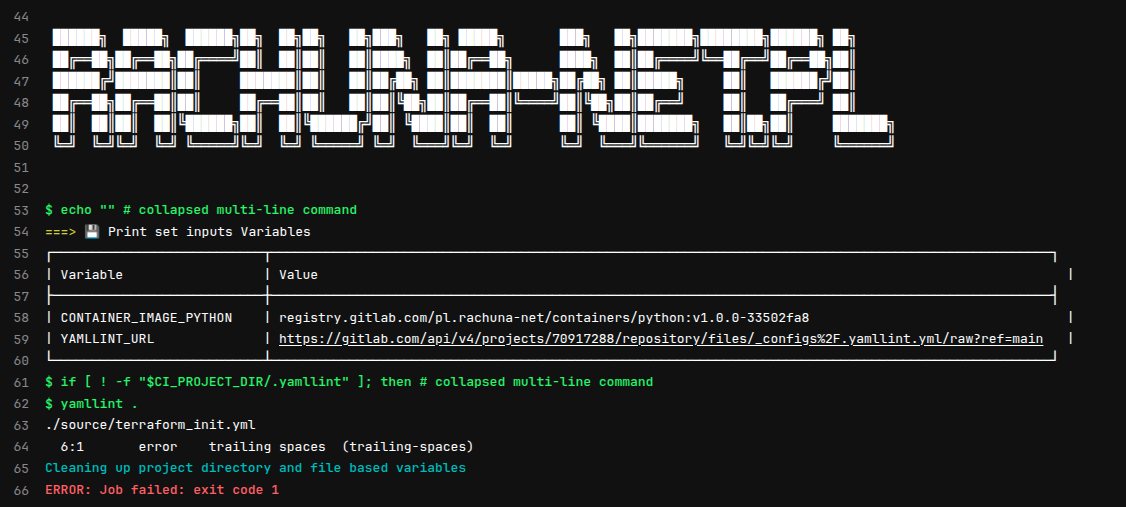 44
45
46
47 RACHUNA-NET.PL
48
49
50
51
52
53 $ echo "" # collapsed multi-line command
54 ===> 💾 Print set inputs Variables
55
56 | Variable | Value |
57
58 | CONTAINER_IMAGE_PYTHON | registry.gitlab.com/pl.rachuna-net/containers/python:v1.0.0-33502fa8 |
59 | YAMLLINT_URL | https://gitlab.com/api/v4/projects/70917288/repository/files/_configs%2F.yamllint.yml/raw?ref=main |
60
61 $ if [ ! -f "$CI_PROJECT_DIR/.yamllint" ]; then # collapsed multi-line command
62 $ yamllint .
63 ./source/terraform_init.yml
64 6:1 error trailing spaces (trailing-spaces)
65 Cleaning up project directory and file based variables
66 ERROR: Job failed: exit code 1